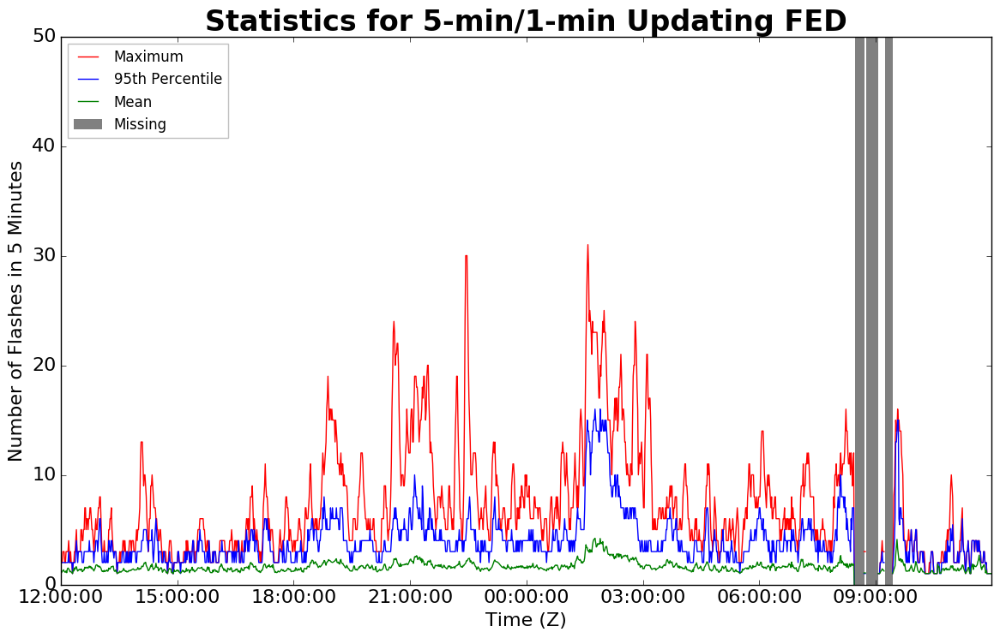 Statistics for 5-min/1-min Updating FED
Maximum
95th Percentile
Mean
Missing
Number of Flashes in 5 Minutes
50
40
30
20
10
0
12:00:00 15:00:00 18:00:00 21:00:00 00:00:00 03:00:00 06:00:00 09:00:00
Time (Z)